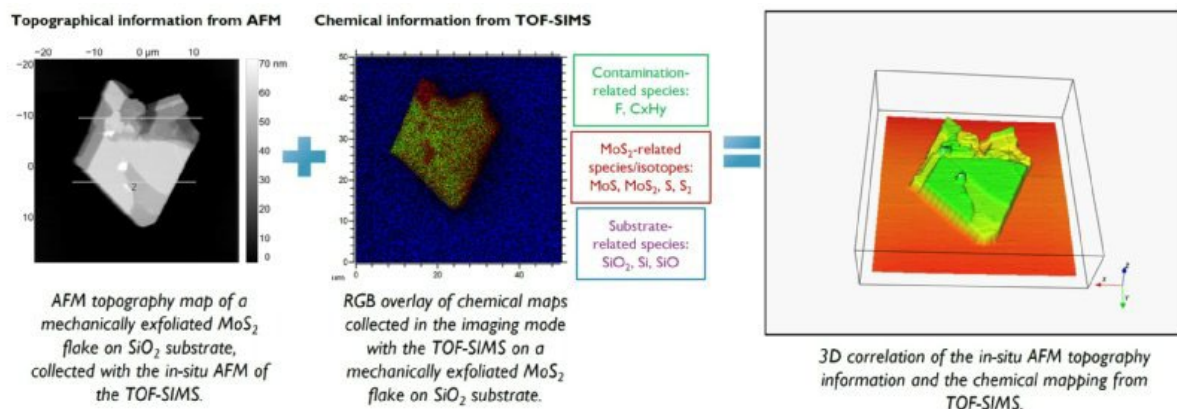 Topographical information from AFM
Chemical information from TOF-SIMS
−20 −10 0 µm 10
−20
−10
0
10
2
70 nm
60
50
40
30
20
10
0
50
40
30
20
10
0
0 20 40
µm
Contamination-
related species:
F, CxHy
MoS₂-related
species/isotopes:
MoS, MoS₂, S, S₂
Substrate-
related species:
SiO₂, Si, SiO
X
Y
Z
AFM topography map of a
mechanically exfoliated MoS₂
flake on SiO₂ substrate,
collected with the in-situ AFM of
the TOF-SIMS.
RGB overlay of chemical maps
collected in the imaging mode
with the TOF-SIMS on a
mechanically exfoliated MoS₂
flake on SiO₂ substrate.
3D correlation of the in-situ AFM topography
information and the chemical mapping from
TOF-SIMS.